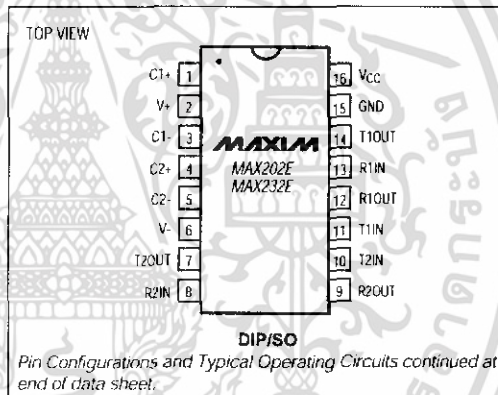 TOP VIEW
C1+ 1
V+ 2
C1- 3
C2+ 4
C2- 5
V- 6
T2OUT 7
R2IN 8
MAXIM
MAX202E
MAX232E
16 VCC
15 GND
14 T1OUT
13 R1IN
12 R1OUT
11 T1IN
10 T2IN
9 R2OUT
DIP/SO
Pin Configurations and Typical Operating Circuits continued at
end of data sheet.